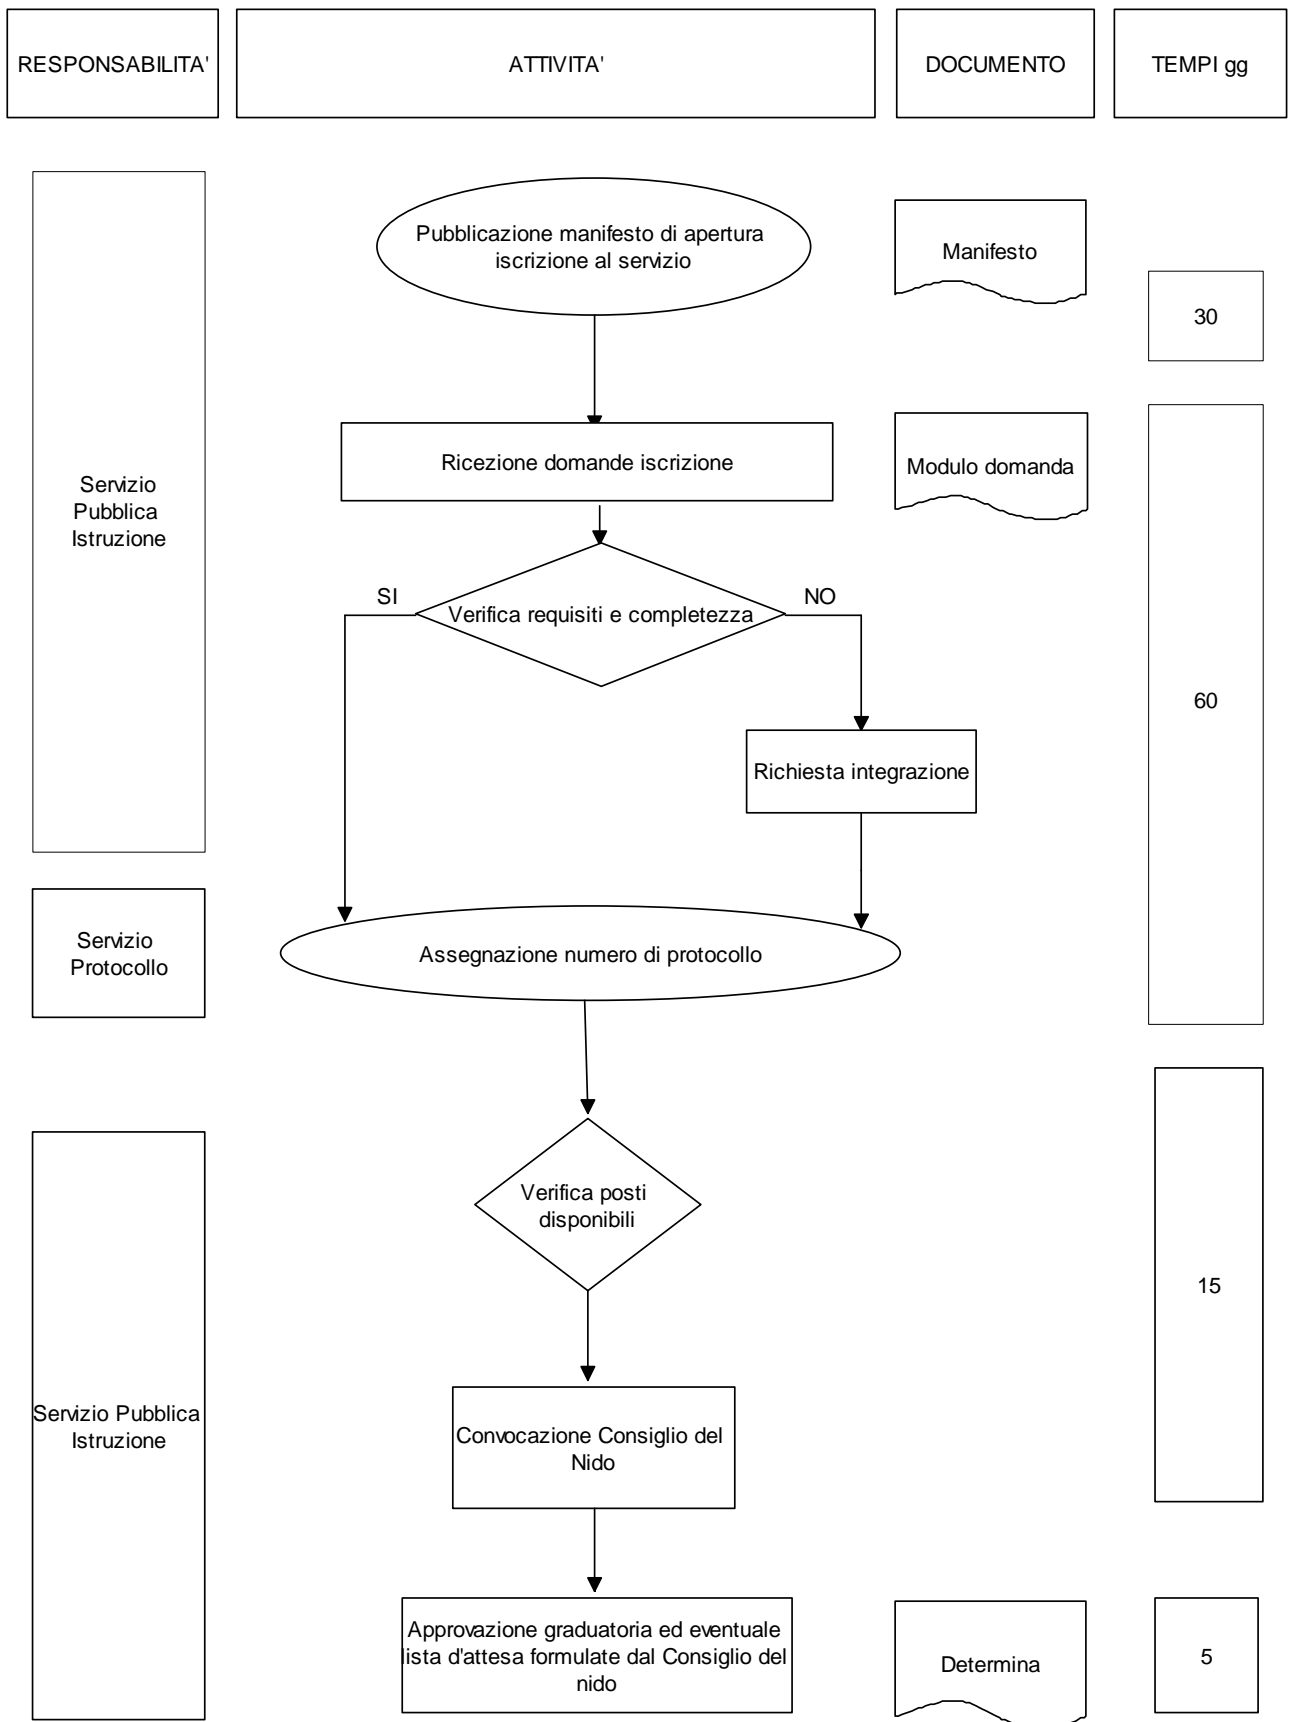 RESPONSABILITA'
ATTIVITA'
DOCUMENTO
TEMPI gg
Pubblicazione manifesto di apertura
iscrizione al servizio
Manifesto
30
Servizio
Pubblica
Istruzione
Ricezione domande iscrizione
Modulo domanda
SI
Verifica requisiti e completezza
NO
60
Richiesta integrazione
Servizio
Protocollo
Assegnazione numero di protocollo
Verifica posti
disponibili
15
Servizio Pubblica
Istruzione
Convocazione Consiglio del
Nido
Approvazione graduatoria ed eventuale
lista d'attesa formulate dal Consiglio del
nido
Determina
5